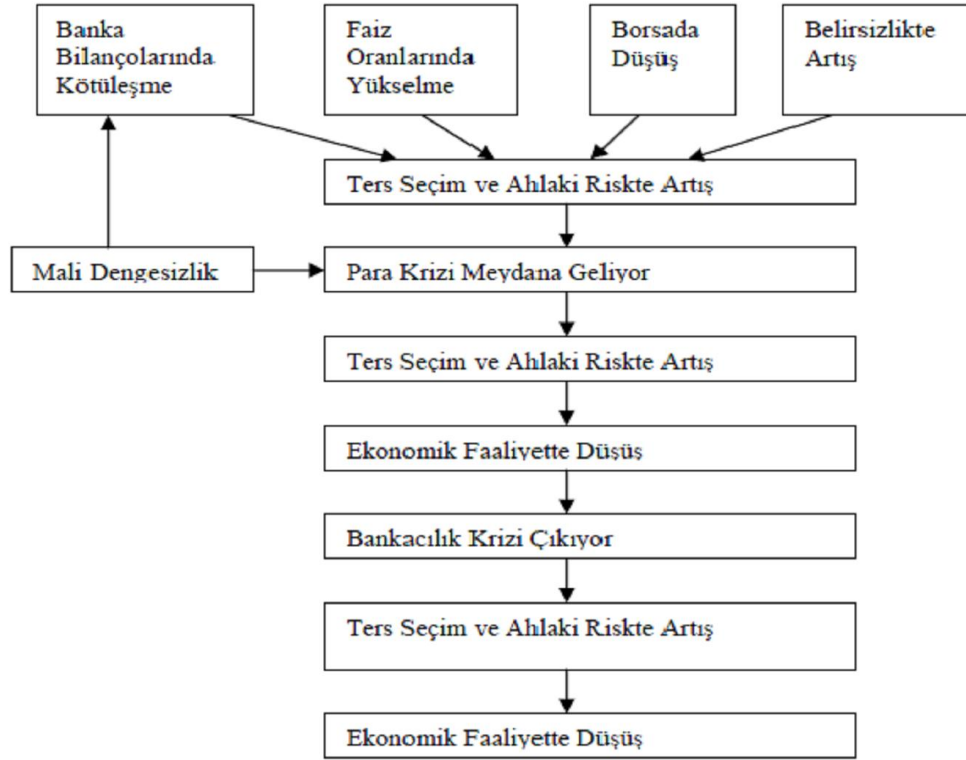 Banka
Bilançolarında
Kötüleşme
Faiz
Oranlarında
Yükselme
Borsada
Düşüş
Belirsizlikte
Artış
Ters Seçim ve Ahlaki Riskte Artış
Mali Dengesizlik
Para Krizi Meydana Geliyor
Ters Seçim ve Ahlaki Riskte Artış
Ekonomik Faaliyette Düşüş
Bankacılık Krizi Çıkıyor
Ters Seçim ve Ahlaki Riskte Artış
Ekonomik Faaliyette Düşüş